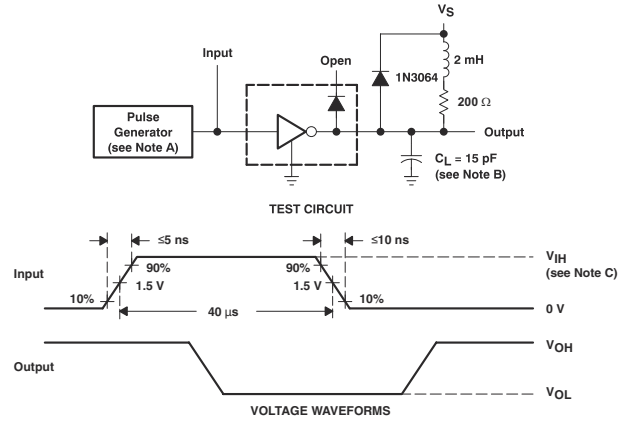 VS
Input
Open
2 mH
1N3064
200 Ω
Pulse
Generator
(see Note A)
Output
CL = 15 pF
(see Note B)
TEST CIRCUIT
≤5 ns
≤10 ns
Input
90%
90%
VIH
(see Note C)
1.5 V
1.5 V
10%
10%
40 μs
0 V
Output
VOH
VOL
VOLTAGE WAVEFORMS